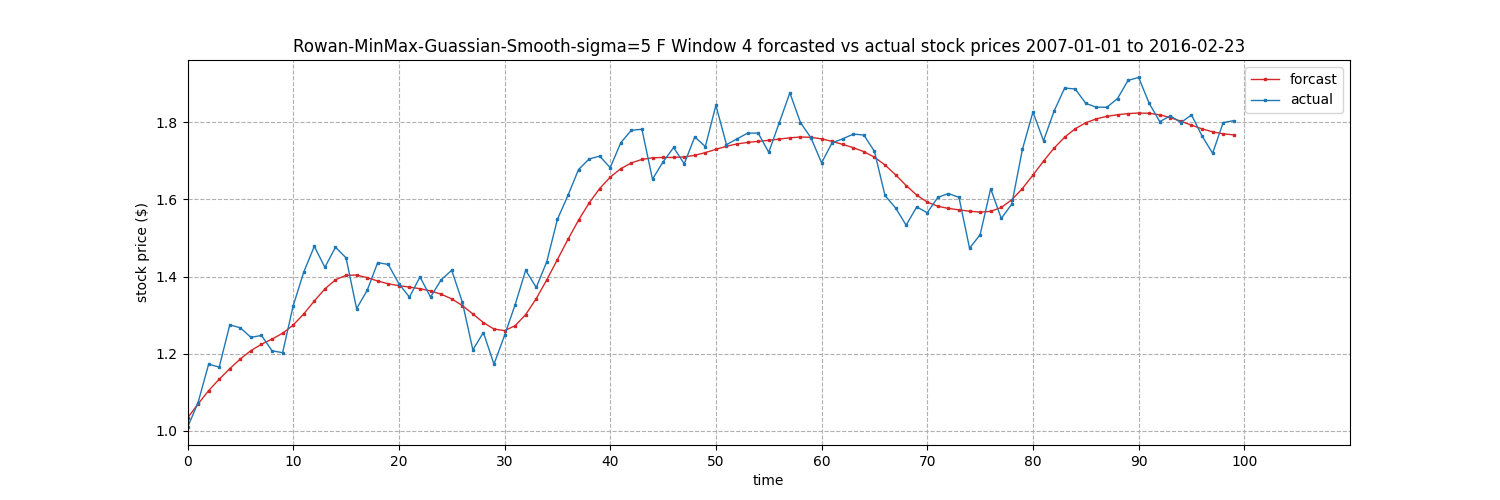 Rowan-MinMax-Guassian-Smooth-sigma=5 F Window 4 forcasted vs actual stock prices 2007-01-01 to 2016-02-23
forcast
actual
stock price ($)
1.8
1.6
1.4
1.2
1.0
0 10 20 30 40 50 60 70 80 90 100
time